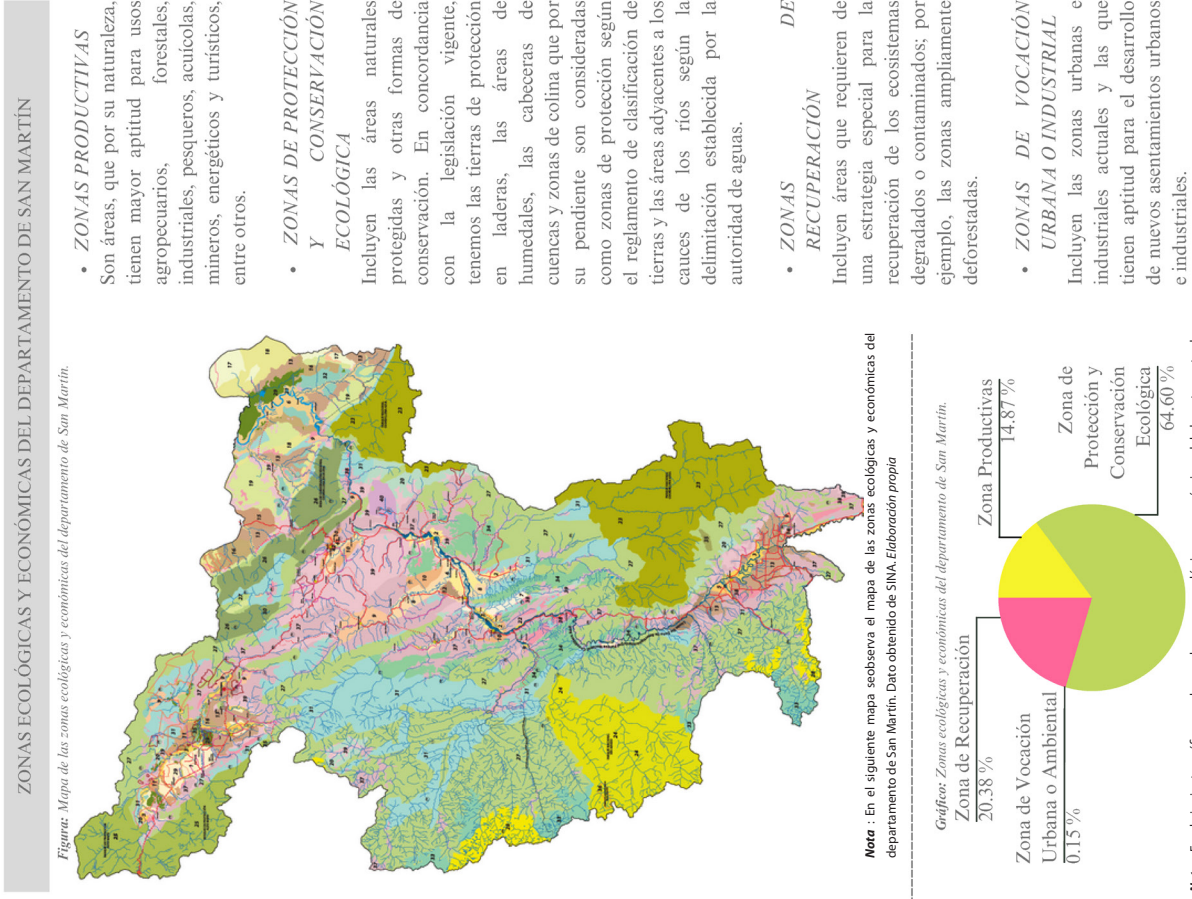 ZONAS ECOLÓGICAS Y ECONÓMICAS DEL DEPARTAMENTO DE SAN MARTÍN
Figura: Mapa de las zonas ecológicas y económicas del departamento de San Martín.
Nota : En el siguiente mapa seobserva el mapa de las zonas ecológicas y económicas del
departamento de San Martín. Dato obtenido de SINA. Elaboración propia
Gráfico: Zonas ecológicas y económicas del departamento de San Martín.
Zona de Recuperación
20.38 %
Zona Productivas
14.87 %
Zona de Vocación
Urbana o Ambiental
0.15 %
Zona de
Protección y
Conservación
Ecológica
64.60 %
• ZONAS PRODUCTIVAS
Son áreas, que por su naturaleza,
tienen mayor aptitud para usos
agropecuarios, forestales,
industriales, pesqueros, acuícolas,
mineros, energéticos y turísticos,
entre otros.
• ZONAS DE PROTECCIÓN
Y CONSERVACIÓN
ECOLÓGICA
Incluyen las áreas naturales
protegidas y otras formas de
conservación. En concordancia
con la legislación vigente,
tenemos las tierras de protección
en laderas, las áreas de
humedales, las cabeceras de
cuencas y zonas de colina que por
su pendiente son consideradas
como zonas de protección según
el reglamento de clasificación de
tierras y las áreas adyacentes a los
cauces de los ríos según la
delimitación establecida por la
autoridad de aguas.
• ZONAS DE
RECUPERACIÓN
Incluyen áreas que requieren de
una estrategia especial para la
recuperación de los ecosistemas
degradados o contaminados; por
ejemplo, las zonas ampliamente
deforestadas.
• ZONAS DE VOCACIÓN
URBANA O INDUSTRIAL
Incluyen las zonas urbanas e
industriales actuales y las que
tienen aptitud para el desarrollo
de nuevos asentamientos urbanos
e industriales.